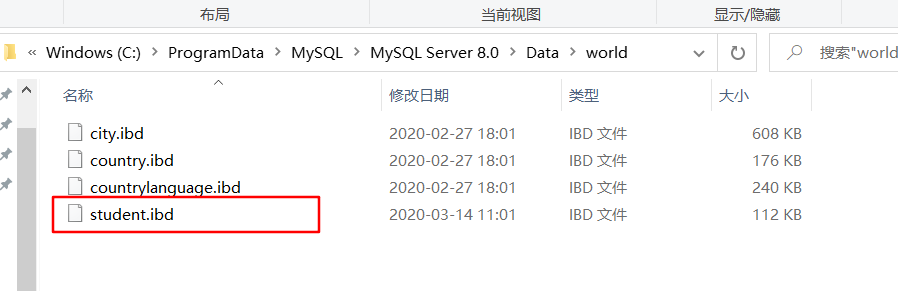 布局 当前视图 显示/隐藏
« Windows (C:) > ProgramData > MySQL > MySQL Server 8.0 > Data > world 搜索"world
名称 修改日期 类型 大小
city.ibd 2020-02-27 18:01 IBD 文件 608 KB
country.ibd 2020-02-27 18:01 IBD 文件 176 KB
countrylanguage.ibd 2020-02-27 18:01 IBD 文件 240 KB
student.ibd 2020-03-14 11:01 IBD 文件 112 KB